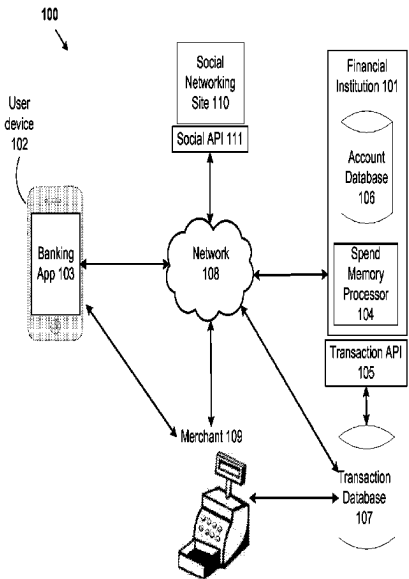 100
Social
Networking
Site 110
Social API 111
Financial
Institution 101
Account
Database
106
User
device
102
Banking
App 103
Network
108
Spend
Memory
Processor
104
Transaction API
105
Merchant 109
Transaction
Database
107